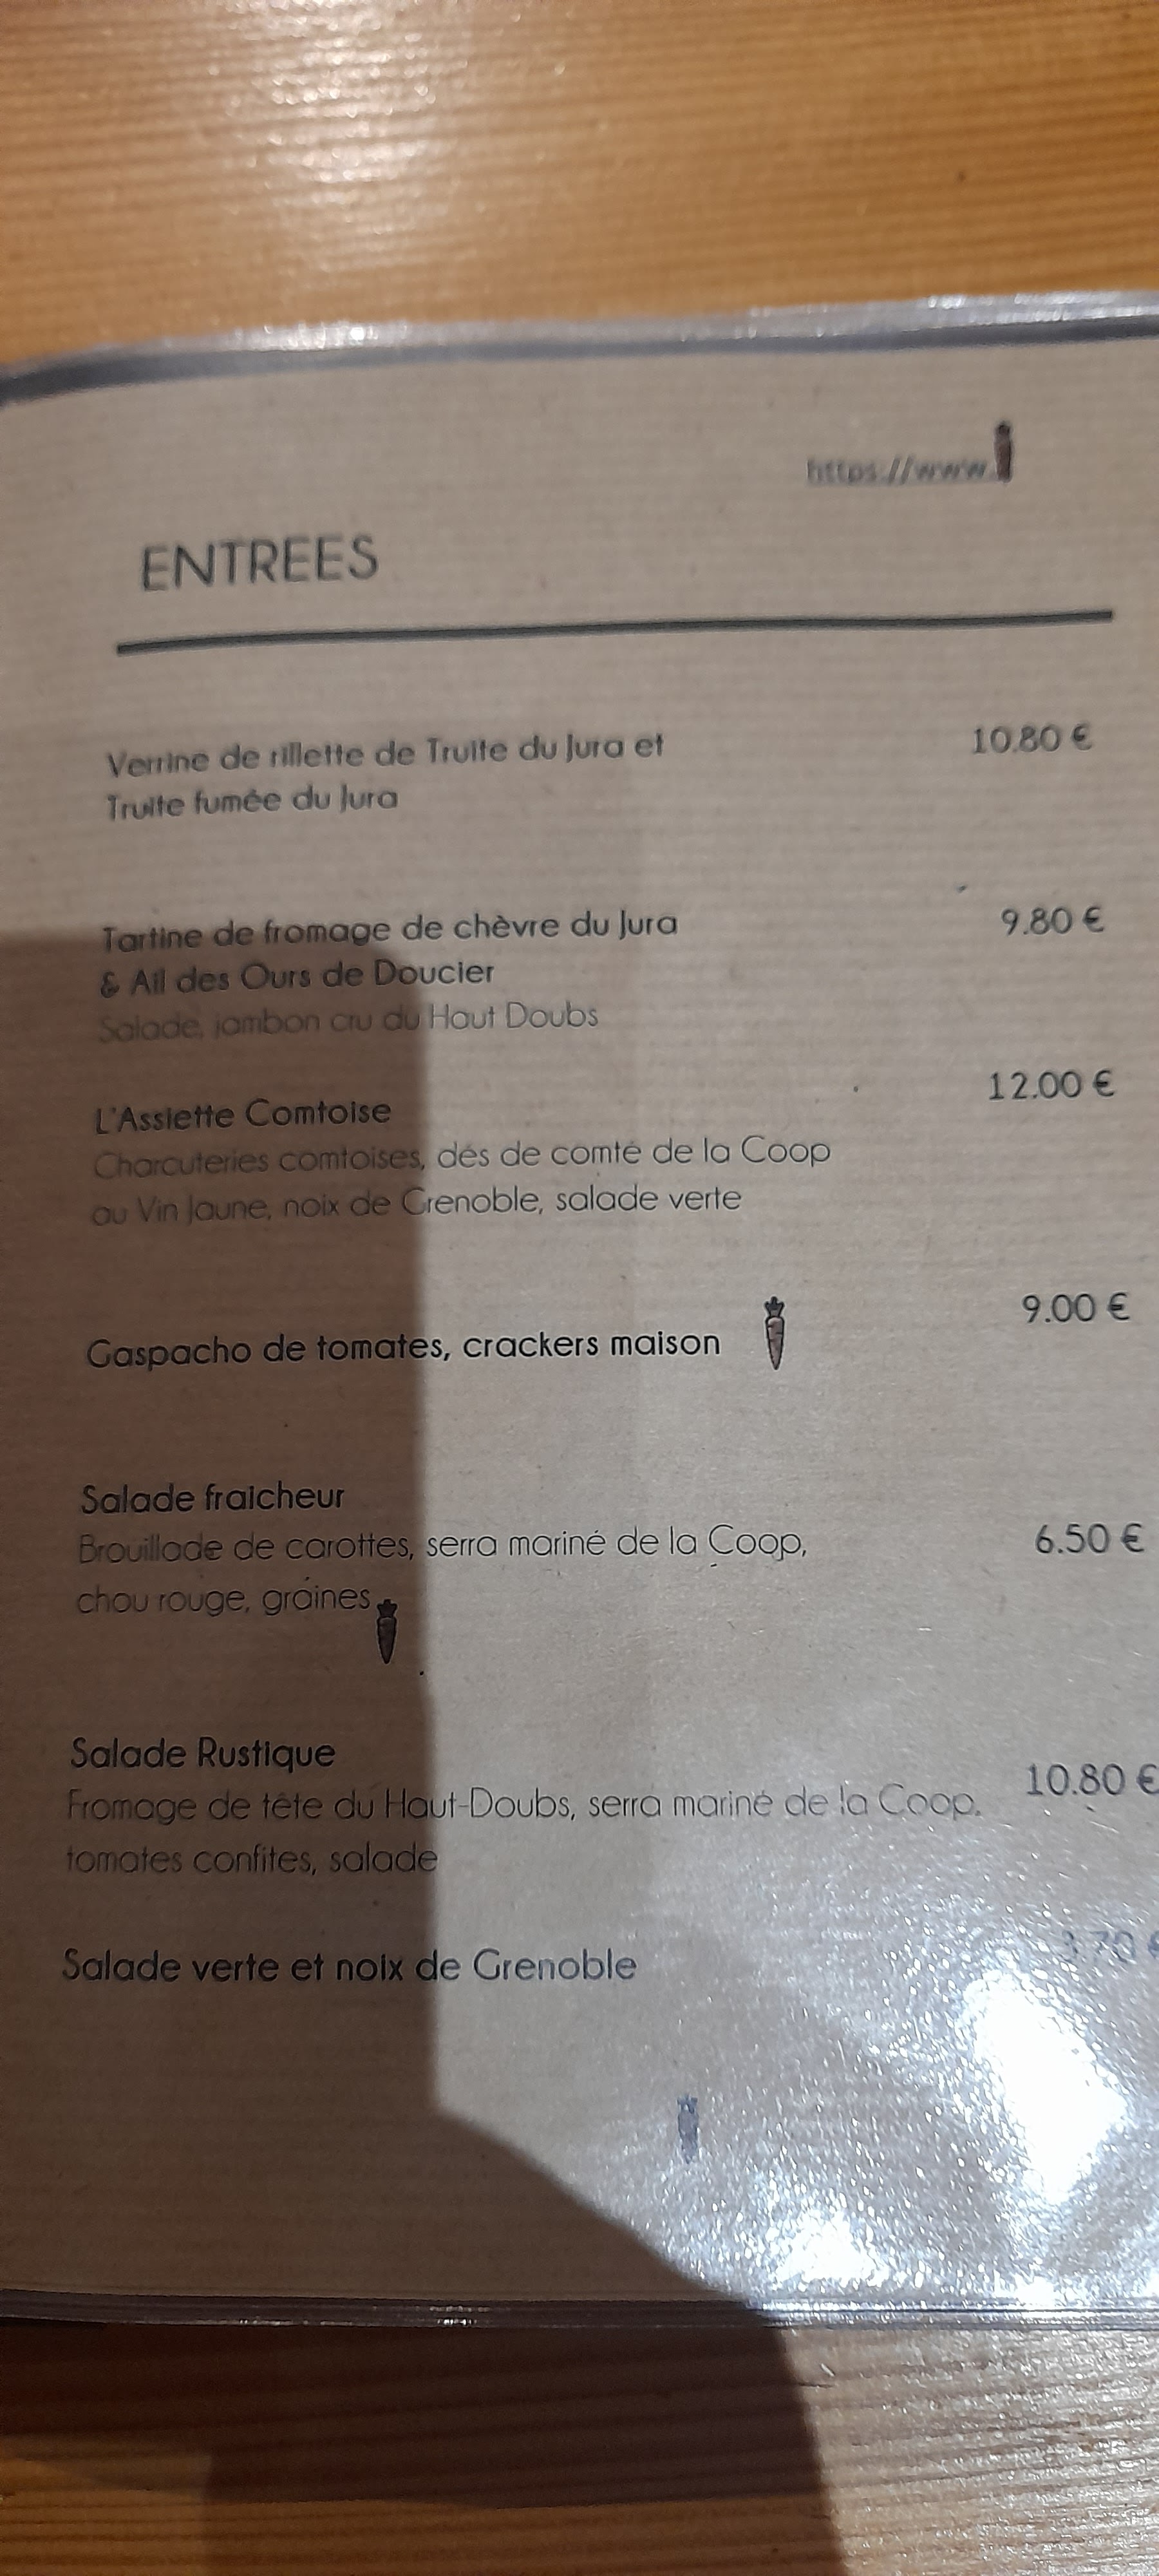 https://www.
ENTREES
Verrine de rillette de Truite du Jura et
10.80 €
Truite fumée du Jura
Tartine de fromage de chèvre du Jura
9.80 €
& Ail des Ours de Doucier
Salade, jambon cru du Haut Doubs
L'Assiette Comtoise
12.00 €
Charcuteries comtoises, dés de comté de la Coop
au Vin Jaune, noix de Grenoble, salade verte
Gaspacho de tomates, crackers maison
9.00 €
Salade fraicheur
Brouillade de carottes, serra mariné de la Coop,
6.50 €
chou rouge, graines
Salade Rustique
Fromage de tête du Haut-Doubs, serra mariné de la Coop,
10.80 €
tomates confites, salade
Salade verte et noix de Grenoble